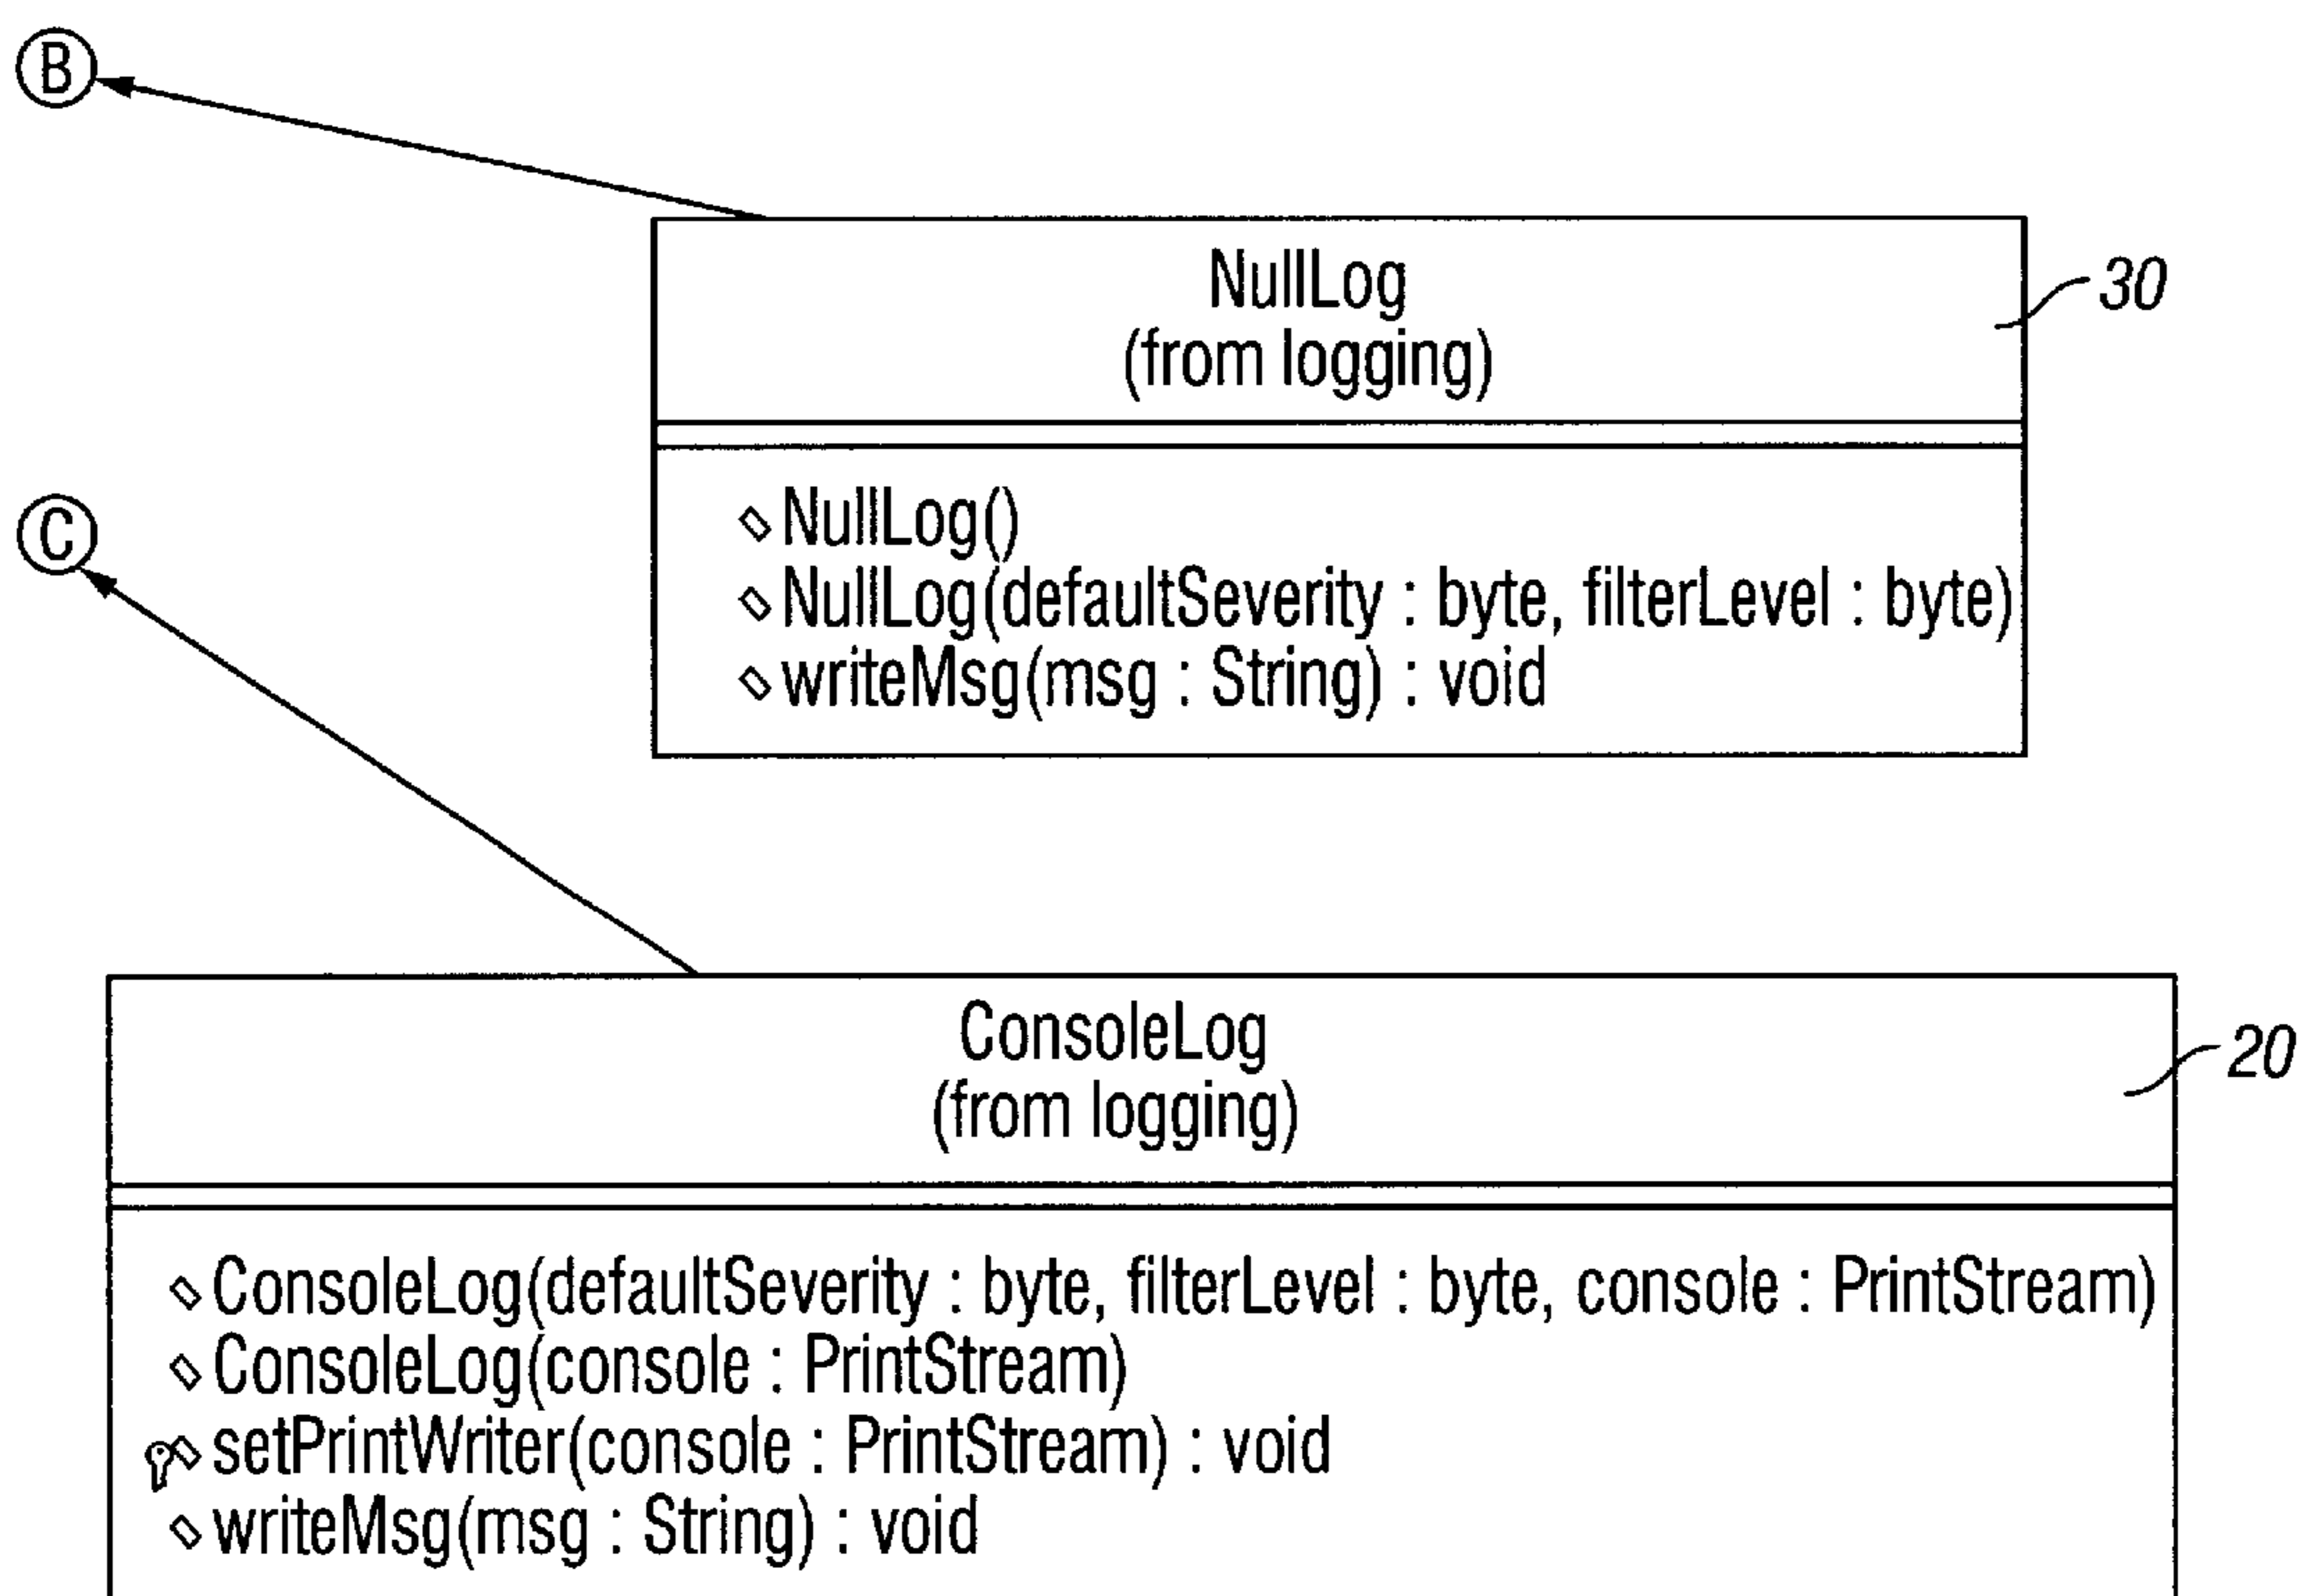 B
NullLog
(from logging)
30
C
NullLog()
NullLog(defaultSeverity : byte, filterLevel : byte)
writeMsg(msg : String) : void
ConsoleLog
(from logging)
20
ConsoleLog(defaultSeverity : byte, filterLevel : byte, console : PrintStream)
ConsoleLog(console : PrintStream)
setPrintWriter(console : PrintStream) : void
writeMsg(msg : String) : void